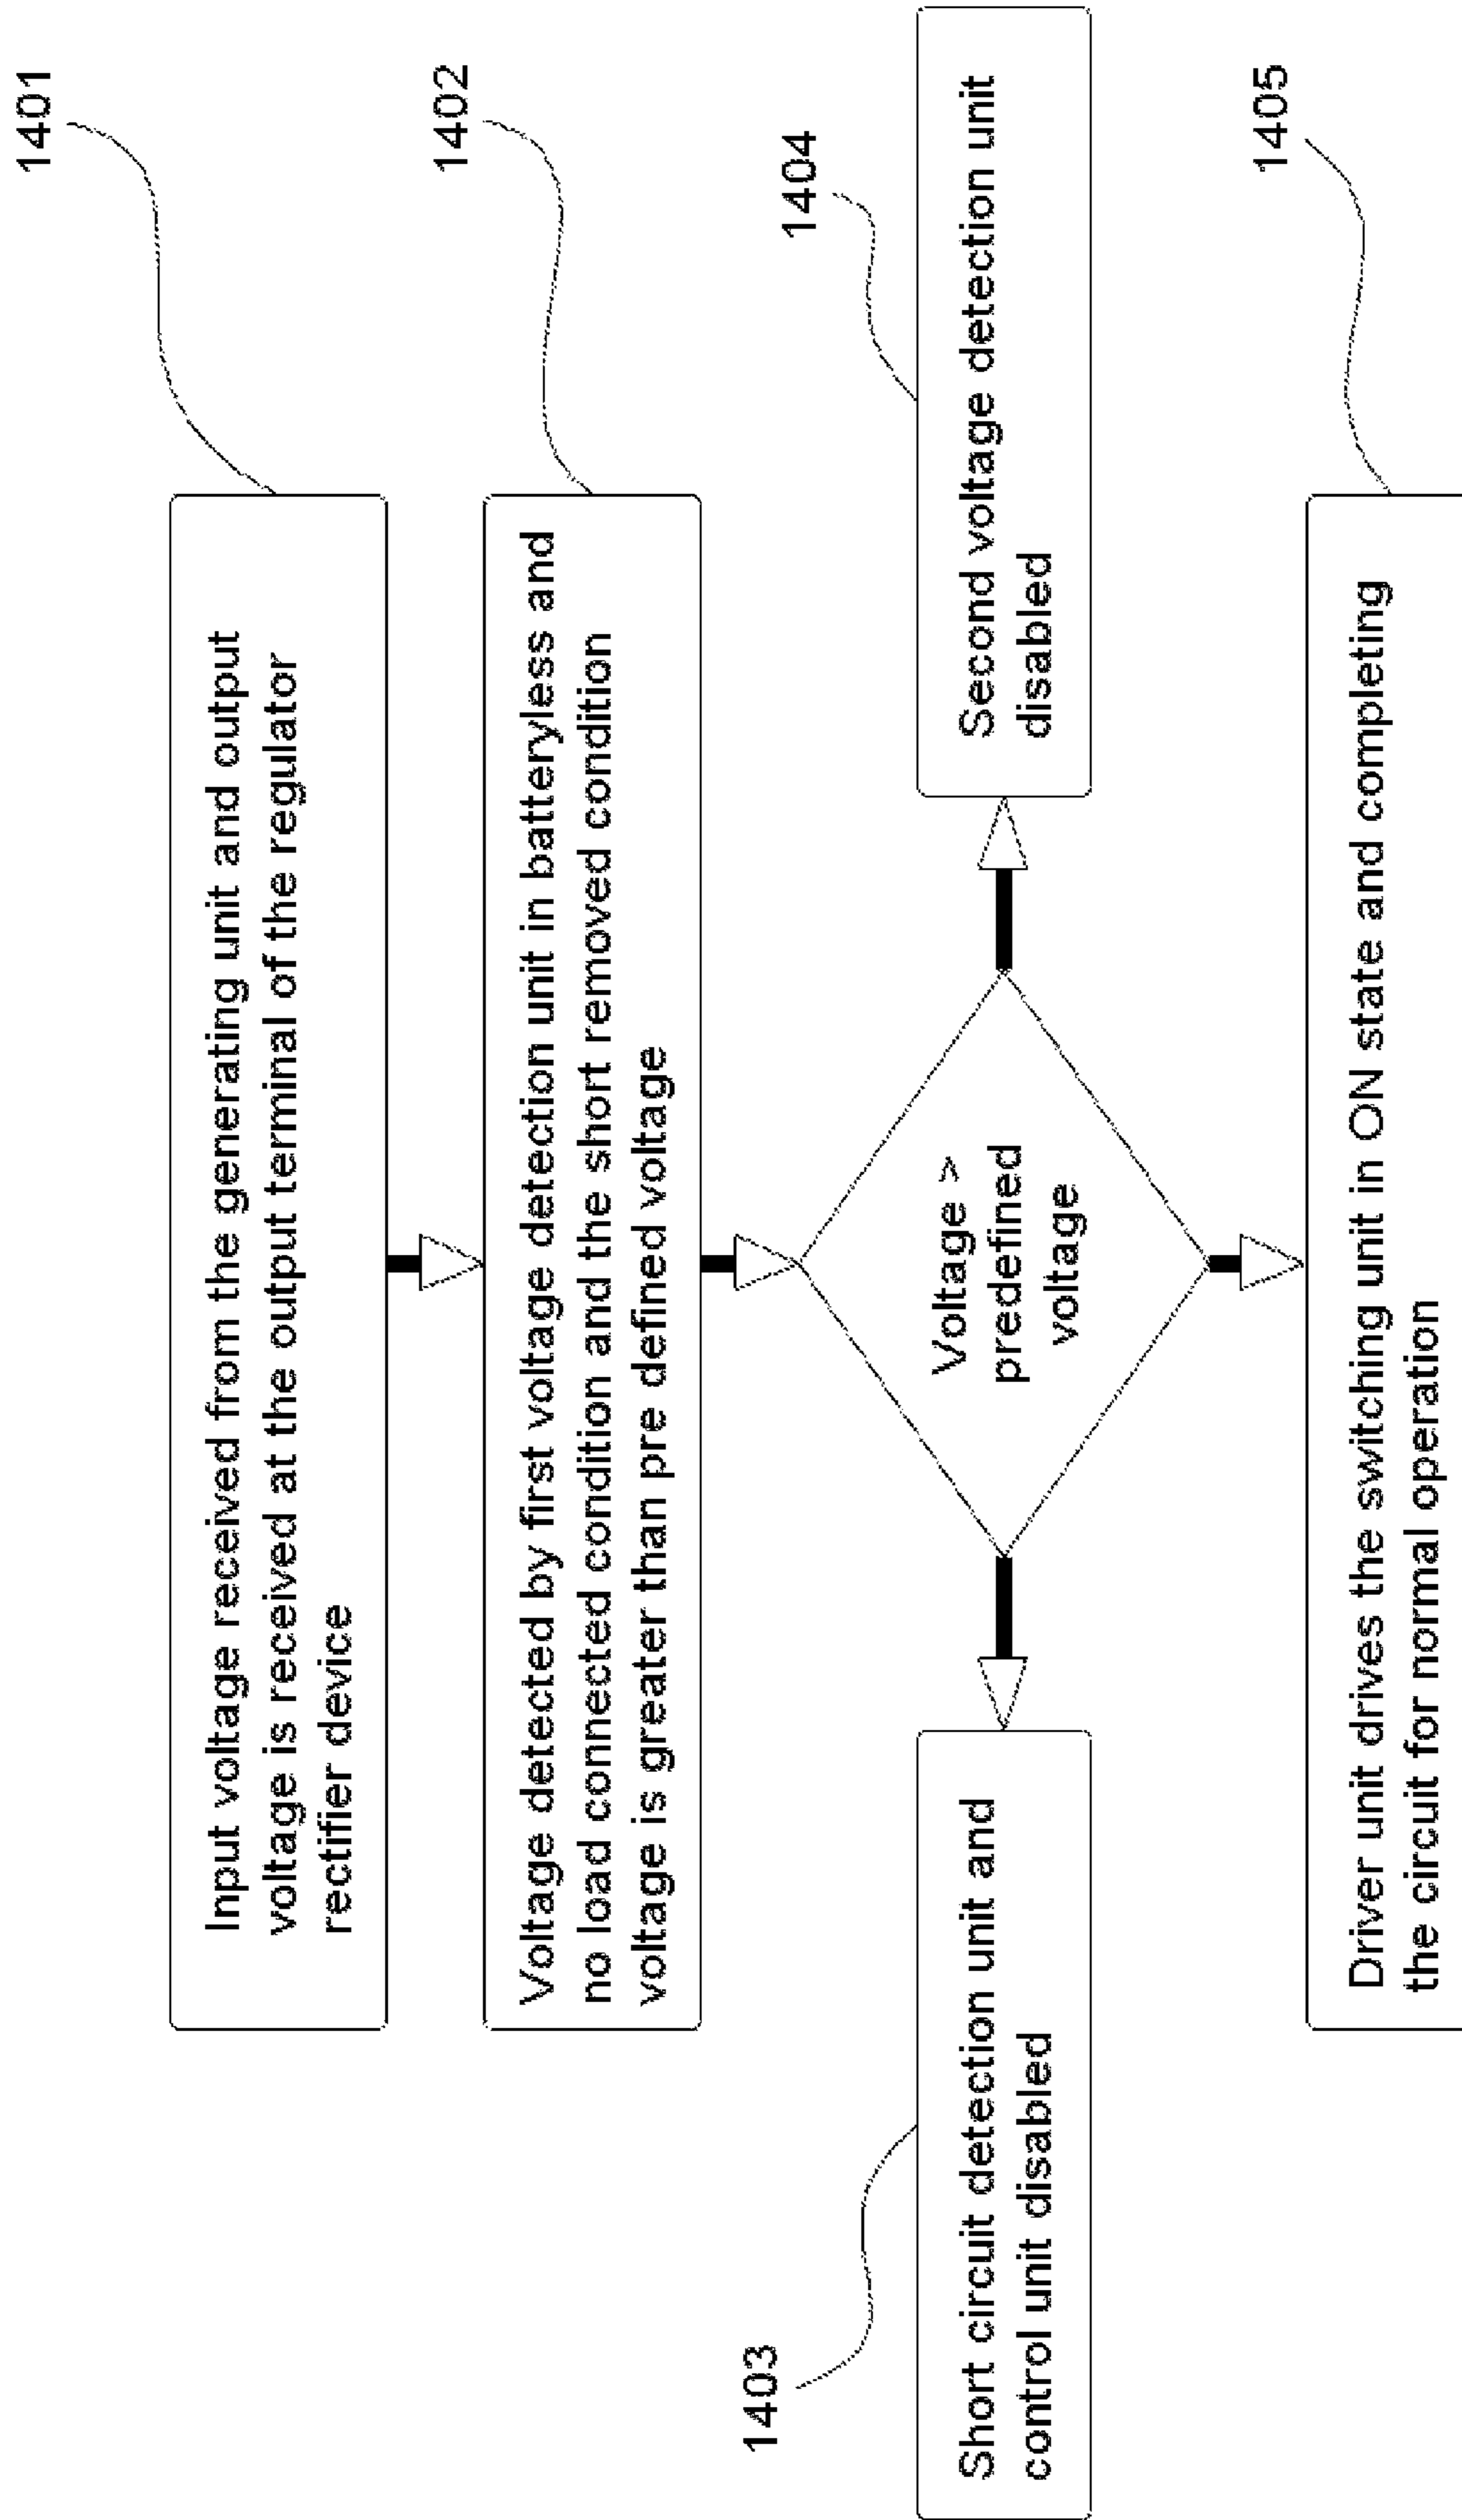 1401
Input voltage received from the generating unit and output
voltage is received at the output terminal of the regulator
rectifier device
1402
Voltage detected by first voltage detection unit in batteryless and
no load connected condition and the short removed condition
voltage is greater than pre defined voltage
Voltage >
predefined
voltage
1403
Short circuit detection unit and
control unit disabled
1404
Second voltage detection unit
disabled
1405
Driver unit drives the switching unit in ON state and completing
the circuit for normal operation